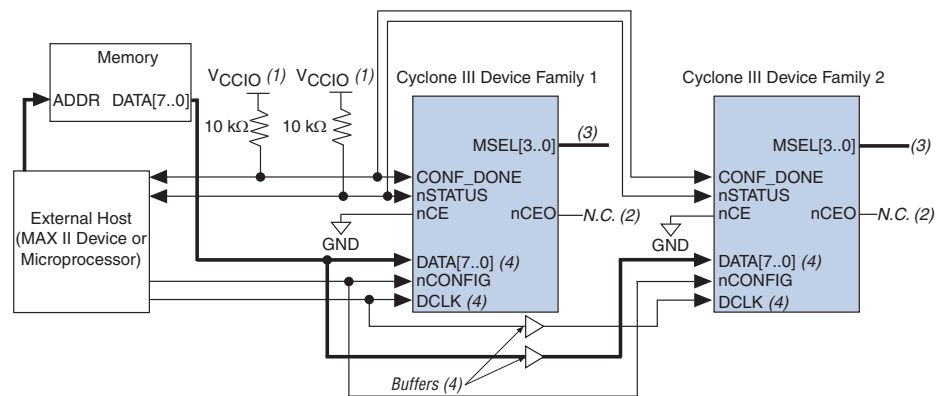 Memory
ADDR DATA[7..0]
VCCIO (1)
VCCIO (1)
10 kΩ
10 kΩ
Cyclone III Device Family 1
Cyclone III Device Family 2
MSEL[3..0]
(3)
MSEL[3..0]
(3)
External Host
(MAX II Device or
Microprocessor)
CONF_DONE
nSTATUS
nCE
nCEO
N.C. (2)
GND
DATA[7..0] (4)
nCONFIG
DCLK (4)
CONF_DONE
nSTATUS
nCE
nCEO
N.C. (2)
GND
DATA[7..0] (4)
nCONFIG
DCLK (4)
Buffers (4)